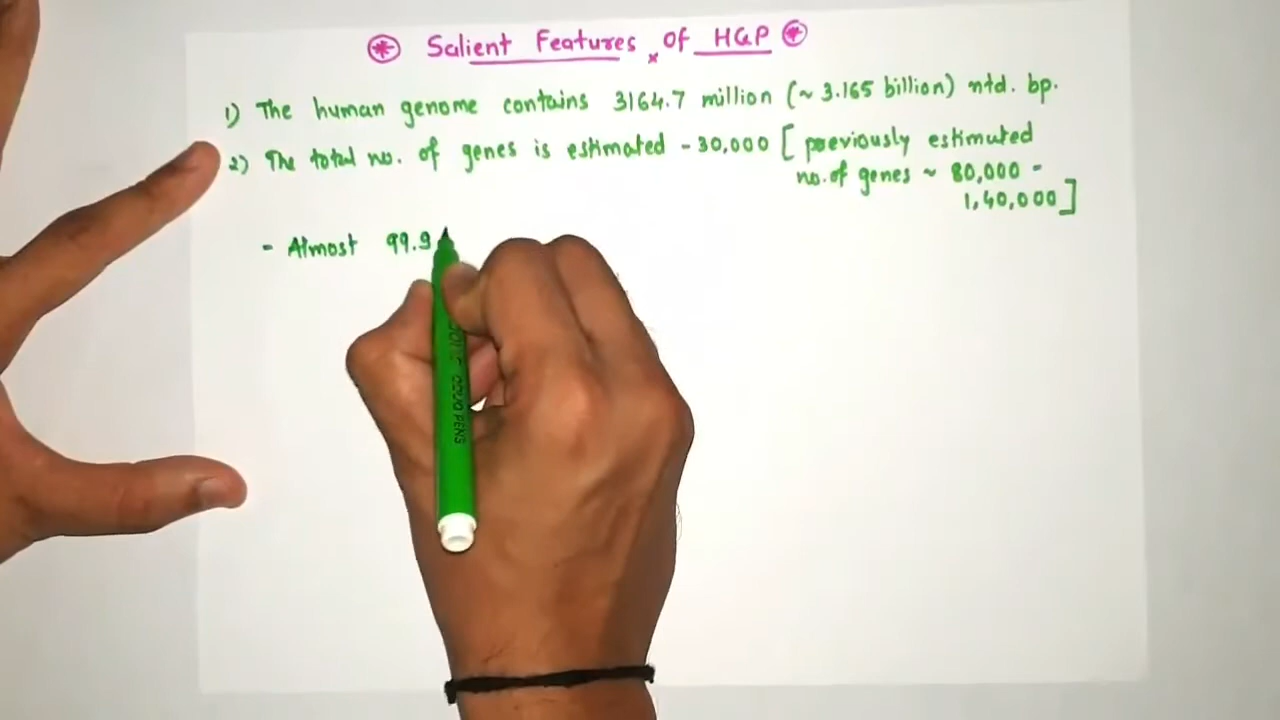 Salient Features of HGP
1) The human genome contains 3164.7 million (~ 3.165 billion) ntd. bp.
2) The total no. of genes is estimated - 30,000 [ previously estimated
no. of genes ~ 80,000 -
1,40,000 ]
- Almost 99.9
PENS